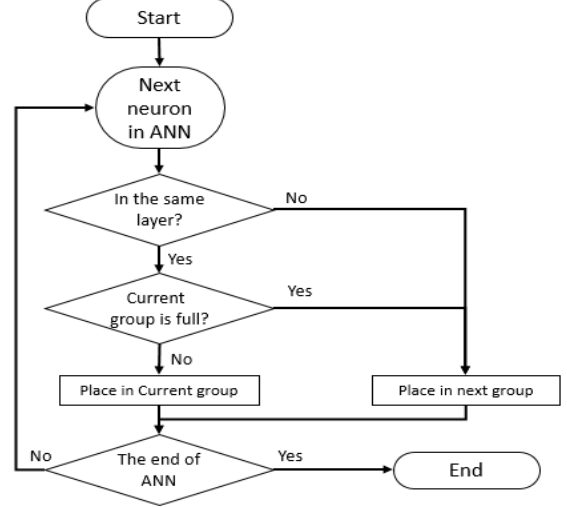 Start
Next
neuron
in ANN
In the same
layer?
No
Yes
Current
group is full?
Yes
No
Place in Current group
Place in next group
No
The end of
ANN
Yes
End